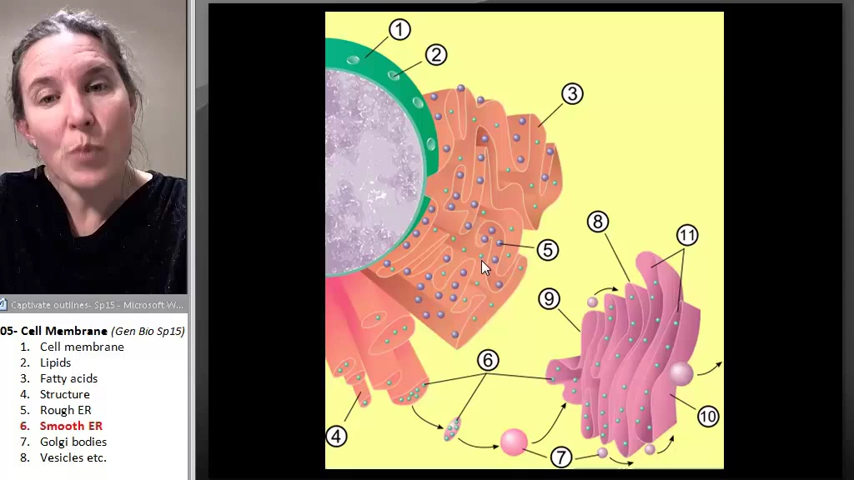 Captivate outlines- Sp15 - Microsoft W...
05- Cell Membrane (Gen Bio Sp15)
1. Cell membrane
2. Lipids
3. Fatty acids
4. Structure
5. Rough ER
6. Smooth ER
7. Golgi bodies
8. Vesicles etc.
1
2
3
5
8
11
9
6
10
4
7